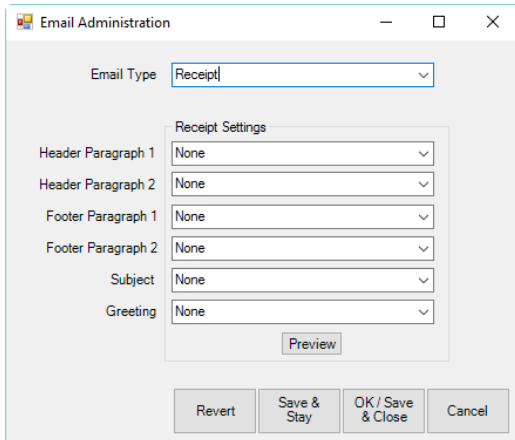 Email Administration
Email Type Receipt
Receipt Settings
Header Paragraph 1 None
Header Paragraph 2 None
Footer Paragraph 1 None
Footer Paragraph 2 None
Subject None
Greeting None
Preview
Revert Save & Stay OK / Save & Close Cancel